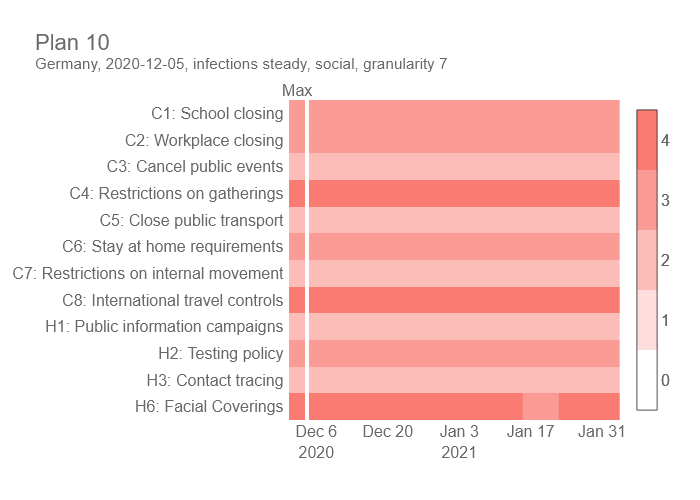 Plan 10
Germany, 2020-12-05, infections steady, social, granularity 7
Max
C1: School closing
C2: Workplace closing
C3: Cancel public events
C4: Restrictions on gatherings
C5: Close public transport
C6: Stay at home requirements
C7: Restrictions on internal movement
C8: International travel controls
H1: Public information campaigns
H2: Testing policy
H3: Contact tracing
H6: Facial Coverings
Dec 6 Dec 20 Jan 3 Jan 17 Jan 31
2020 2021
4
3
2
1
0